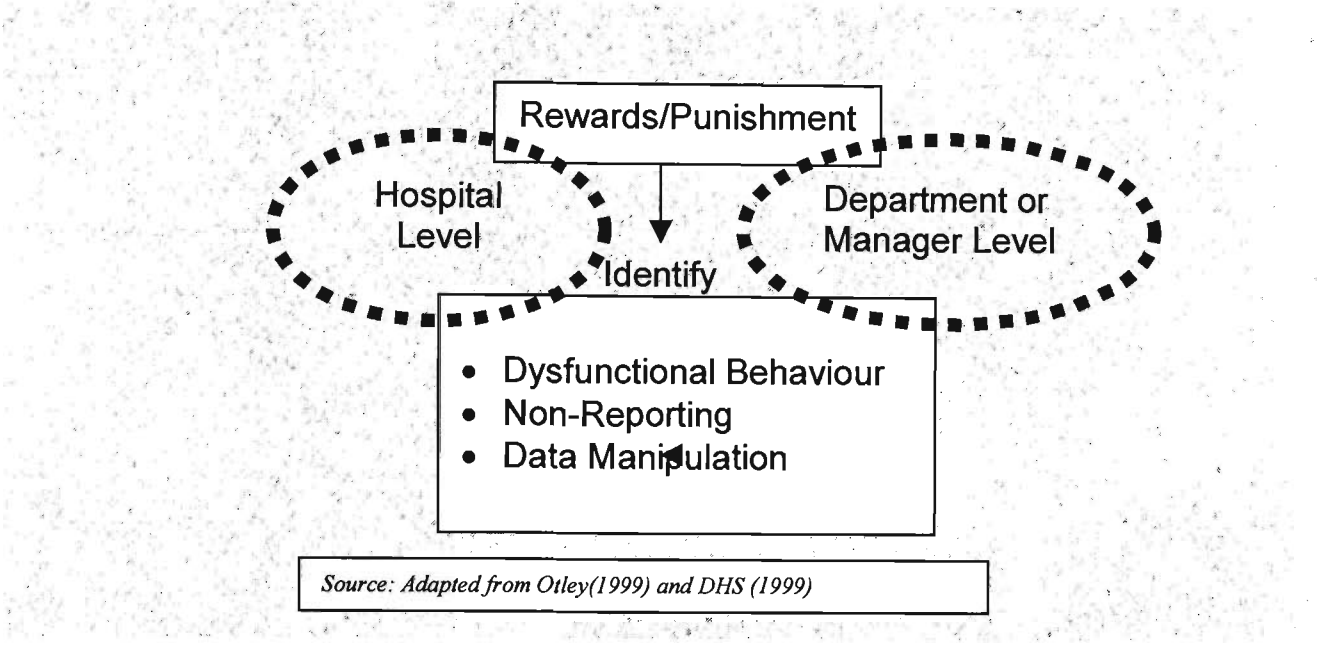 Rewards/Punishment
Hospital
Level
Department or
Manager Level
Identify
• Dysfunctional Behaviour
• Non-Reporting
• Data Manipulation
Source: Adapted from Otley(1999) and DHS (1999)